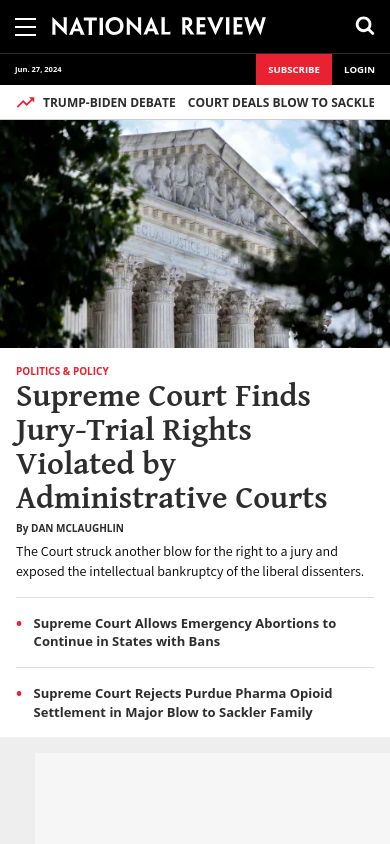 NATIONAL REVIEW
Jun. 27, 2024
SUBSCRIBE
LOGIN
TRUMP-BIDEN DEBATE COURT DEALS BLOW TO SACKLE
POLITICS & POLICY
Supreme Court Finds
Jury-Trial Rights
Violated by
Administrative Courts
By DAN MCLAUGHLIN
The Court struck another blow for the right to a jury and
exposed the intellectual bankruptcy of the liberal dissenters.
Supreme Court Allows Emergency Abortions to
Continue in States with Bans
Supreme Court Rejects Purdue Pharma Opioid
Settlement in Major Blow to Sackler Family